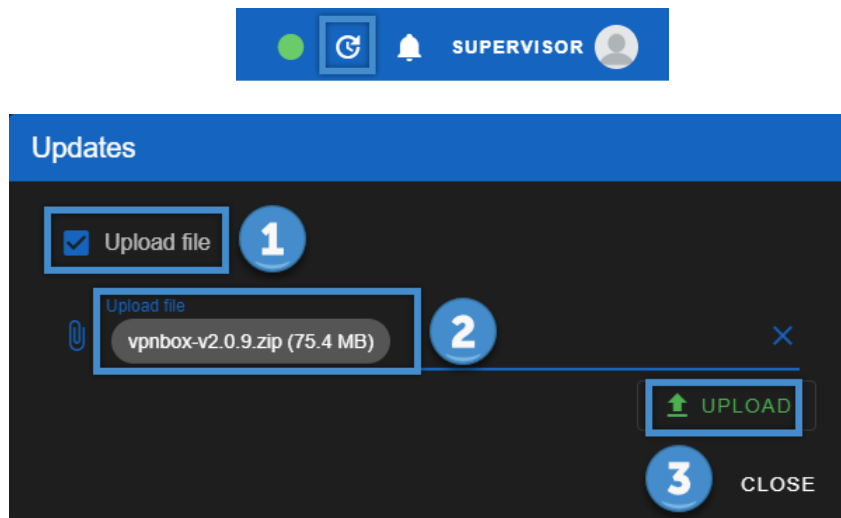 SUPERVISOR
Updates
Upload file
1
Upload file
vpnbox-v2.0.9.zip (75.4 MB)
2
UPLOAD
3
CLOSE